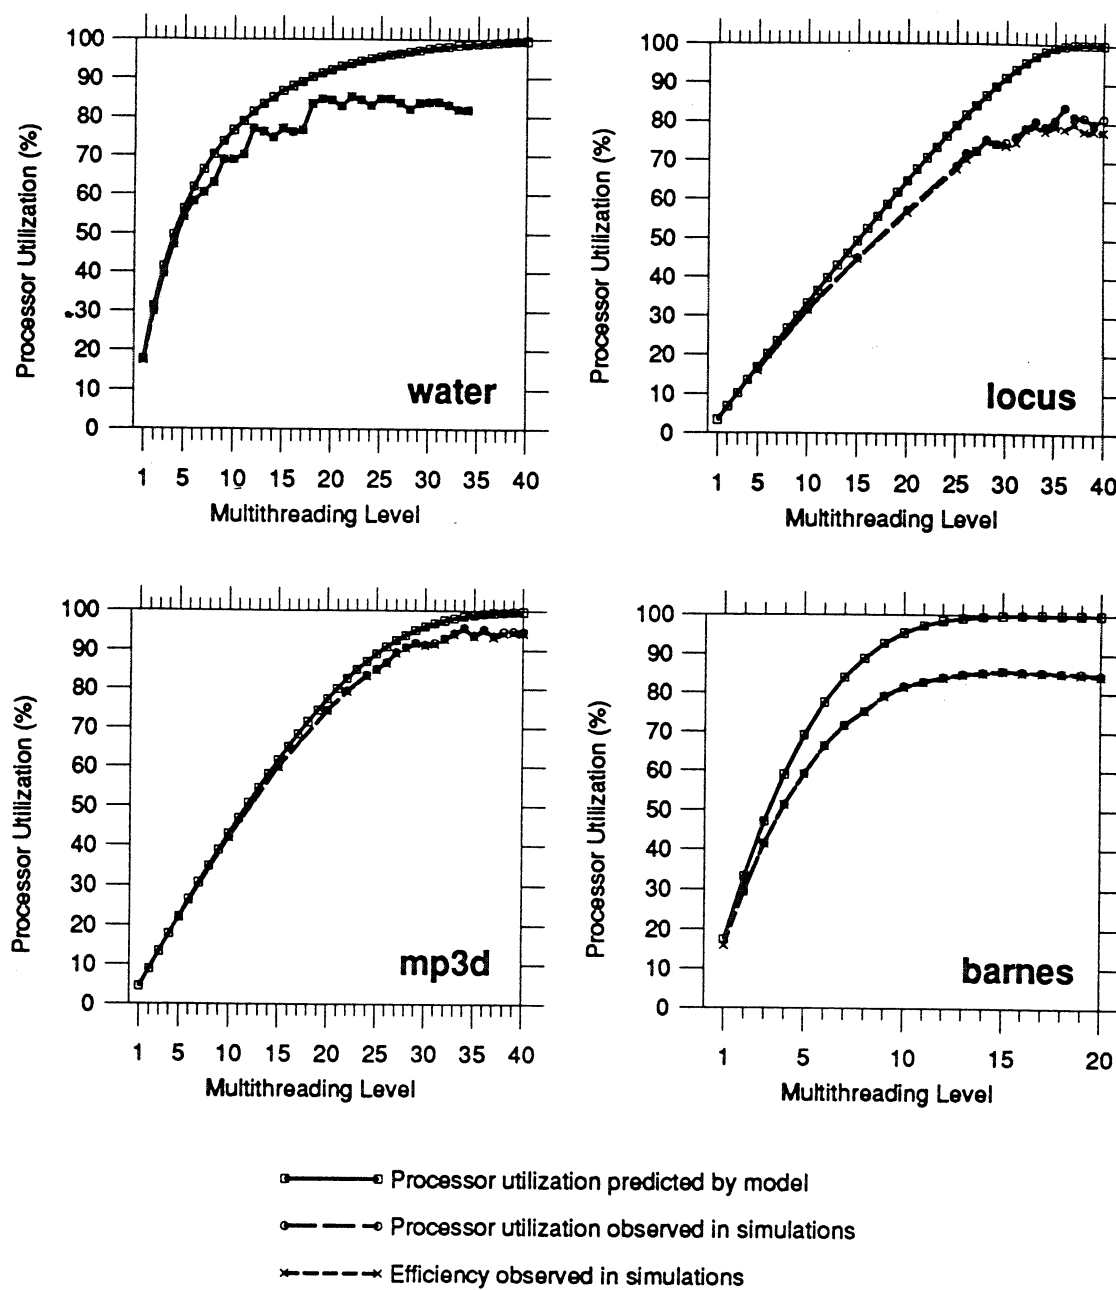 100
90
80
70
60
50
40
30
20
10
0
Processor Utilization (%)
water
1 5 10 15 20 25 30 35 40
Multithreading Level
100
90
80
70
60
50
40
30
20
10
0
Processor Utilization (%)
locus
1 5 10 15 20 25 30 35 40
Multithreading Level
100
90
80
70
60
50
40
30
20
10
0
Processor Utilization (%)
mp3d
1 5 10 15 20 25 30 35 40
Multithreading Level
100
90
80
70
60
50
40
30
20
10
0
Processor Utilization (%)
barnes
1 5 10 15 20
Multithreading Level
Processor utilization predicted by model
Processor utilization observed in simulations
Efficiency observed in simulations